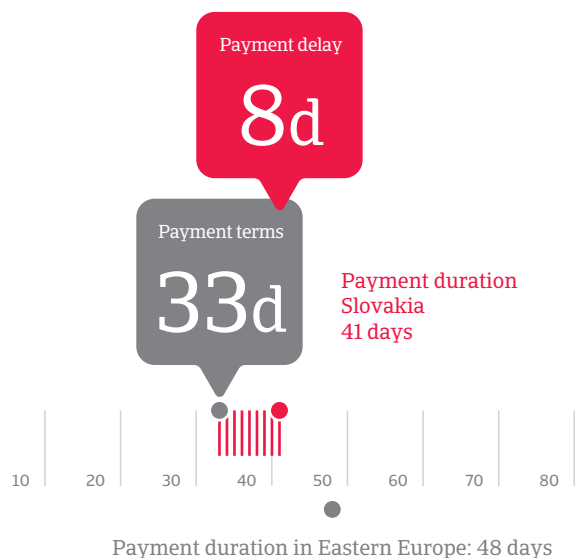 Payment delay
8d
Payment terms
33d
Payment duration
Slovakia
41 days
10 20 30 40 50 60 70 80
Payment duration in Eastern Europe: 48 days